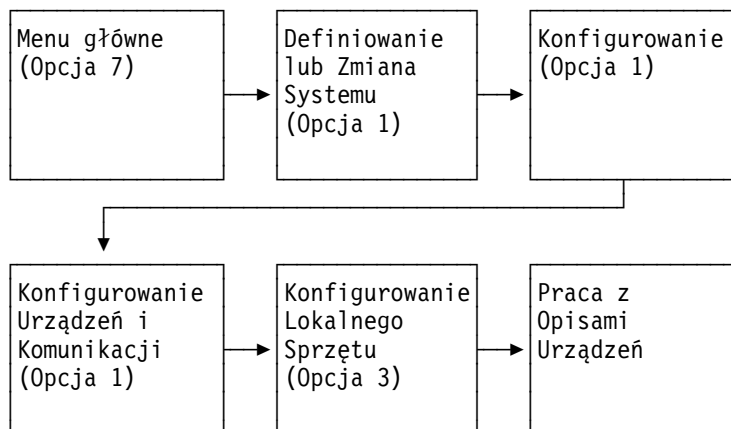 Menu główne
(Opcja 7)
Definiowanie
lub Zmiana
Systemu
(Opcja 1)
Konfigurowanie
(Opcja 1)
Konfigurowanie
Urządzeń i
Komunikacji
(Opcja 1)
Konfigurowanie
Lokalnego
Sprzętu
(Opcja 3)
Praca z
Opisami
Urządzeń